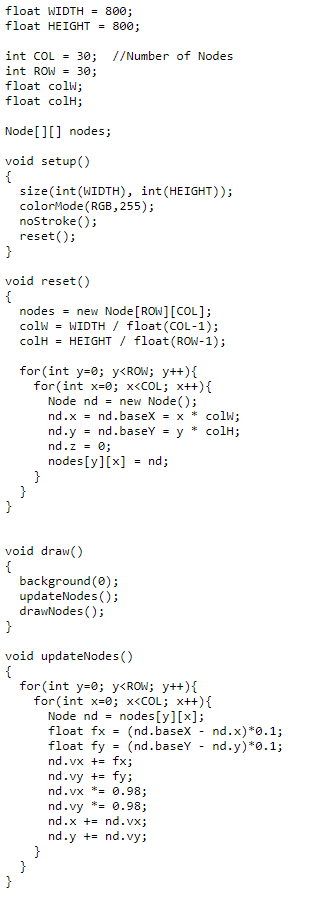 float WIDTH = 800;
float HEIGHT = 800;

int COL = 30;  //Number of Nodes
int ROW = 30;
float colW;
float colH;

Node[][] nodes;

void setup()
{
  size(int(WIDTH), int(HEIGHT));
  colorMode(RGB,255);
  noStroke();
  reset();
}

void reset()
{
  nodes = new Node[ROW][COL];
  colW = WIDTH / float(COL-1);
  colH = HEIGHT / float(ROW-1);

  for(int y=0; y<ROW; y++){
    for(int x=0; x<COL; x++){
      Node nd = new Node();
      nd.x = nd.baseX = x * colW;
      nd.y = nd.baseY = y * colH;
      nd.z = 0;
      nodes[y][x] = nd;
    }
  }
}


void draw()
{
  background(0);
  updateNodes();
  drawNodes();
}

void updateNodes()
{
  for(int y=0; y<ROW; y++){
    for(int x=0; x<COL; x++){
      Node nd = nodes[y][x];
      float fx = (nd.baseX - nd.x)*0.1;
      float fy = (nd.baseY - nd.y)*0.1;
      nd.vx += fx;
      nd.vy += fy;
      nd.vx *= 0.98;
      nd.vy *= 0.98;
      nd.x += nd.vx;
      nd.y += nd.vy;
    }
  }
}